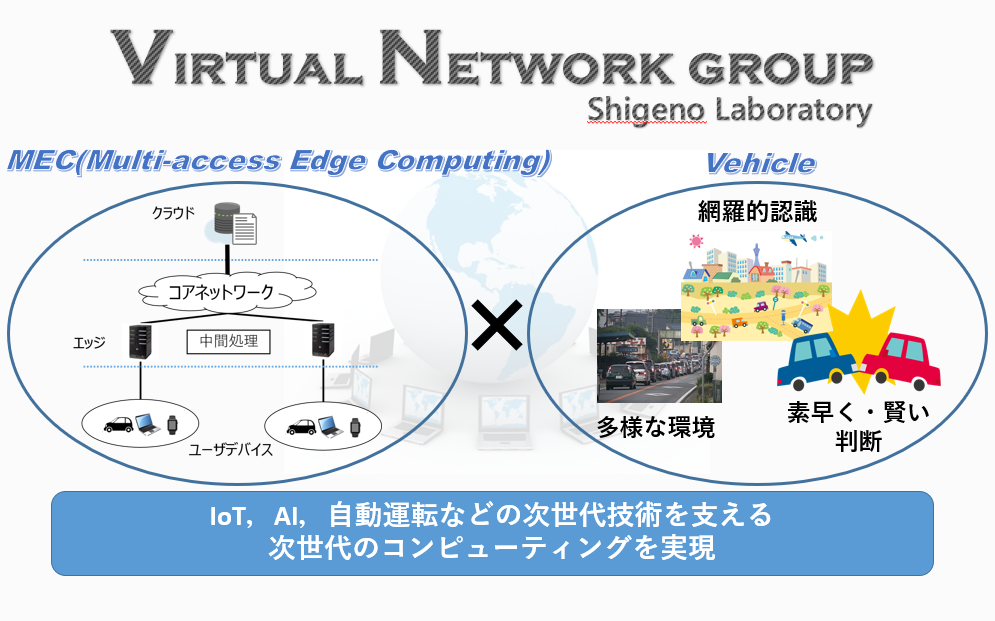 VIRTUAL NETWORK GROUP
Shigeno Laboratory
MEC(Multi-access Edge Computing)
Vehicle
クラウド
コアネットワーク
エッジ
中間処理
ユーザデバイス
網羅的認識
多様な環境
素早く・賢い
判断
IoT, AI, 自動運転などの次世代技術を支える
次世代のコンピューティングを実現